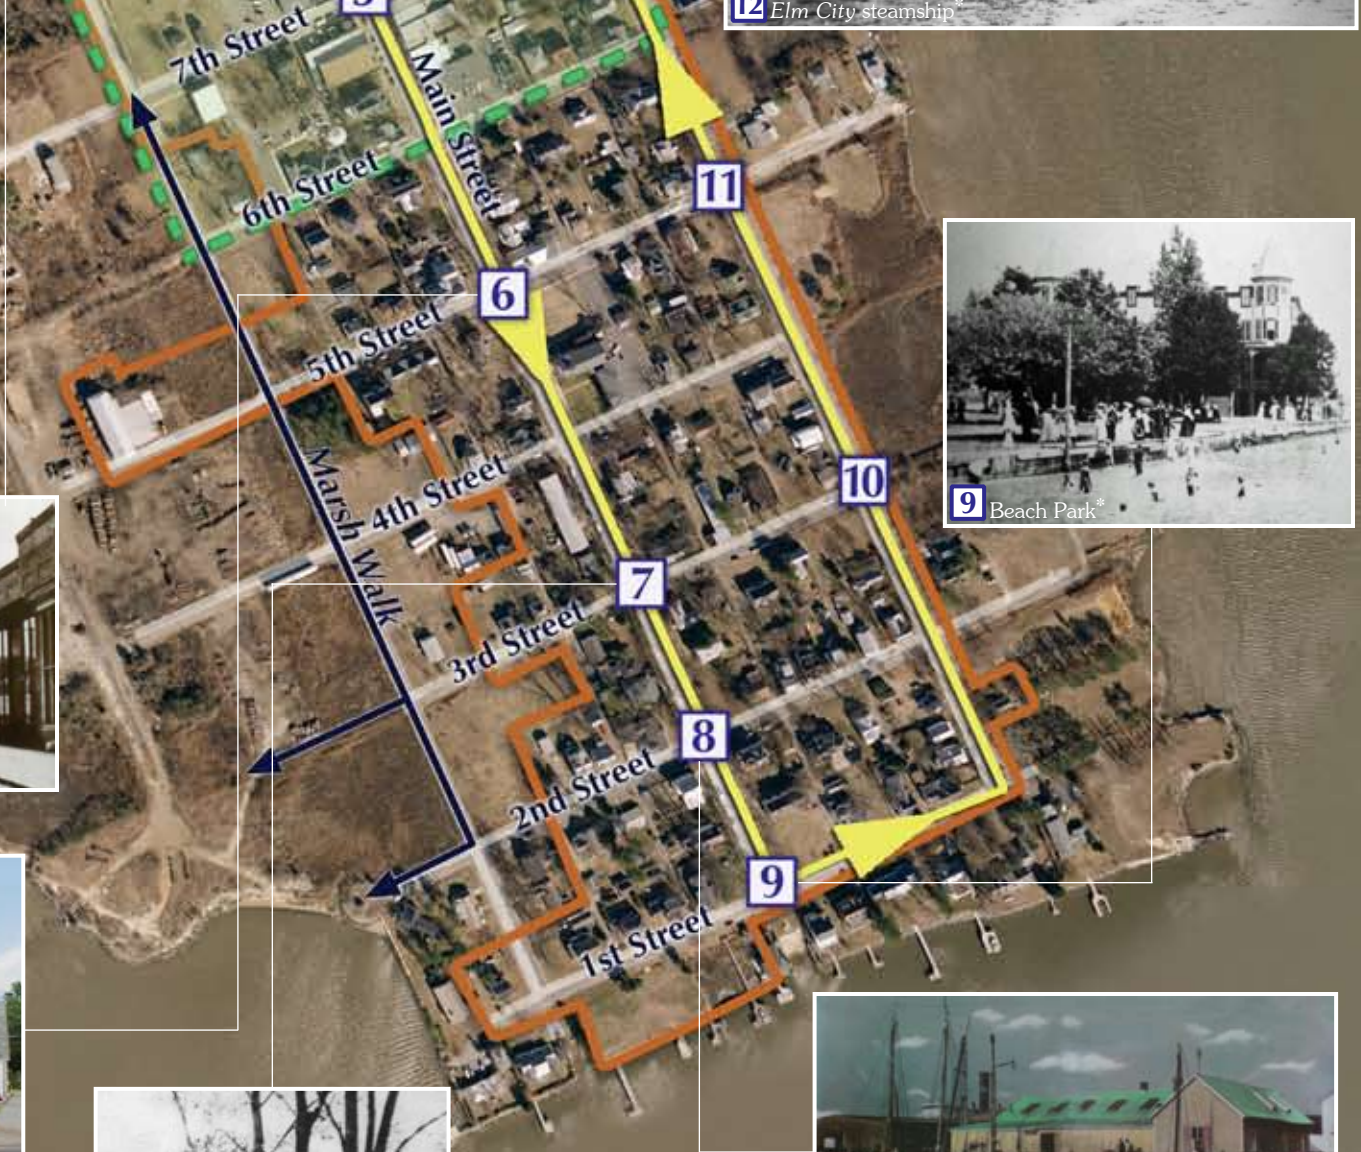 12 Elm City steamship*
7th Street
Main Street
11
6th Street
6
5th Street
9 Beach Park*
10
Marsh Walk
4th Street
7
3rd Street
8
2nd Street
9
1st Street